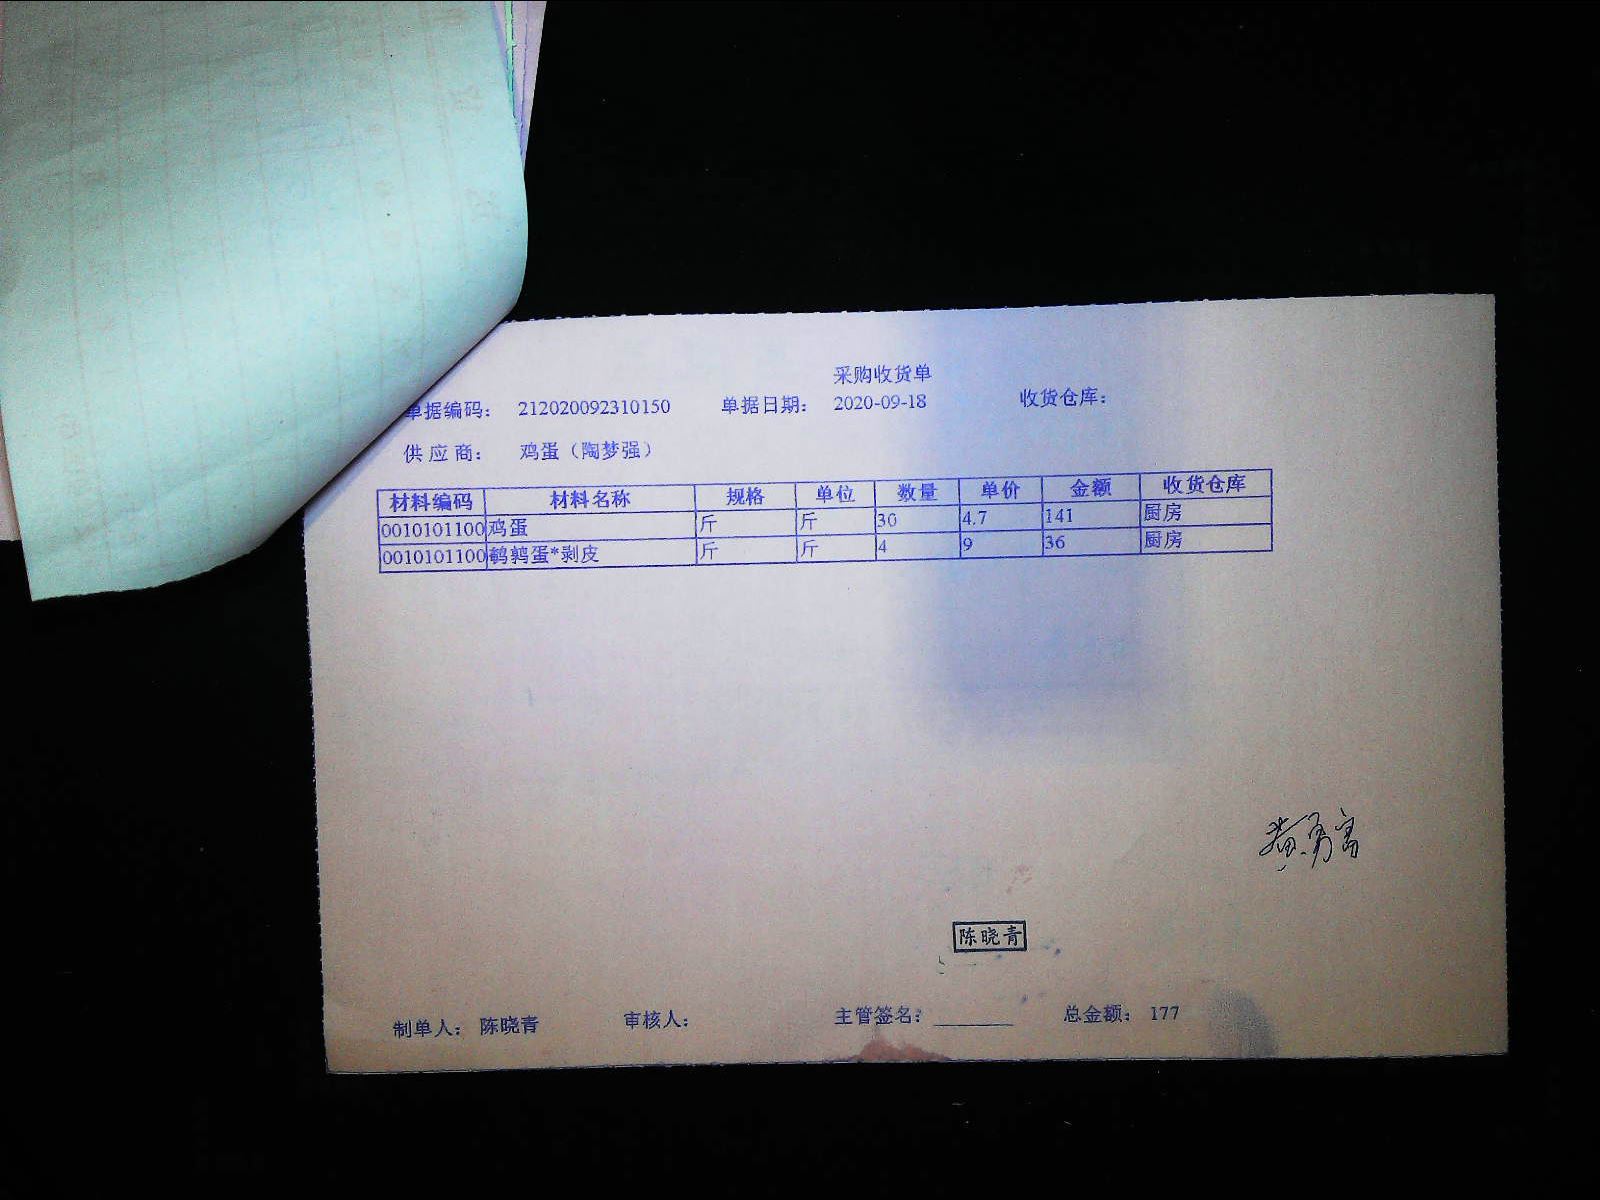 采购收货单
单据编码： 212020092310150 单据日期： 2020-09-18 收货仓库：
供应商： 鸡蛋（陶梦强）
材料编码 材料名称 规格 单位 数量 单价 金额 收货仓库
0010101100 鸡蛋 斤 斤 30 4.7 141 厨房
0010101100 鹌鹑蛋*剥皮 斤 斤 4 9 36 厨房
陈晓青
制单人： 陈晓青 审核人： 主管签名： ________ 总金额： 177